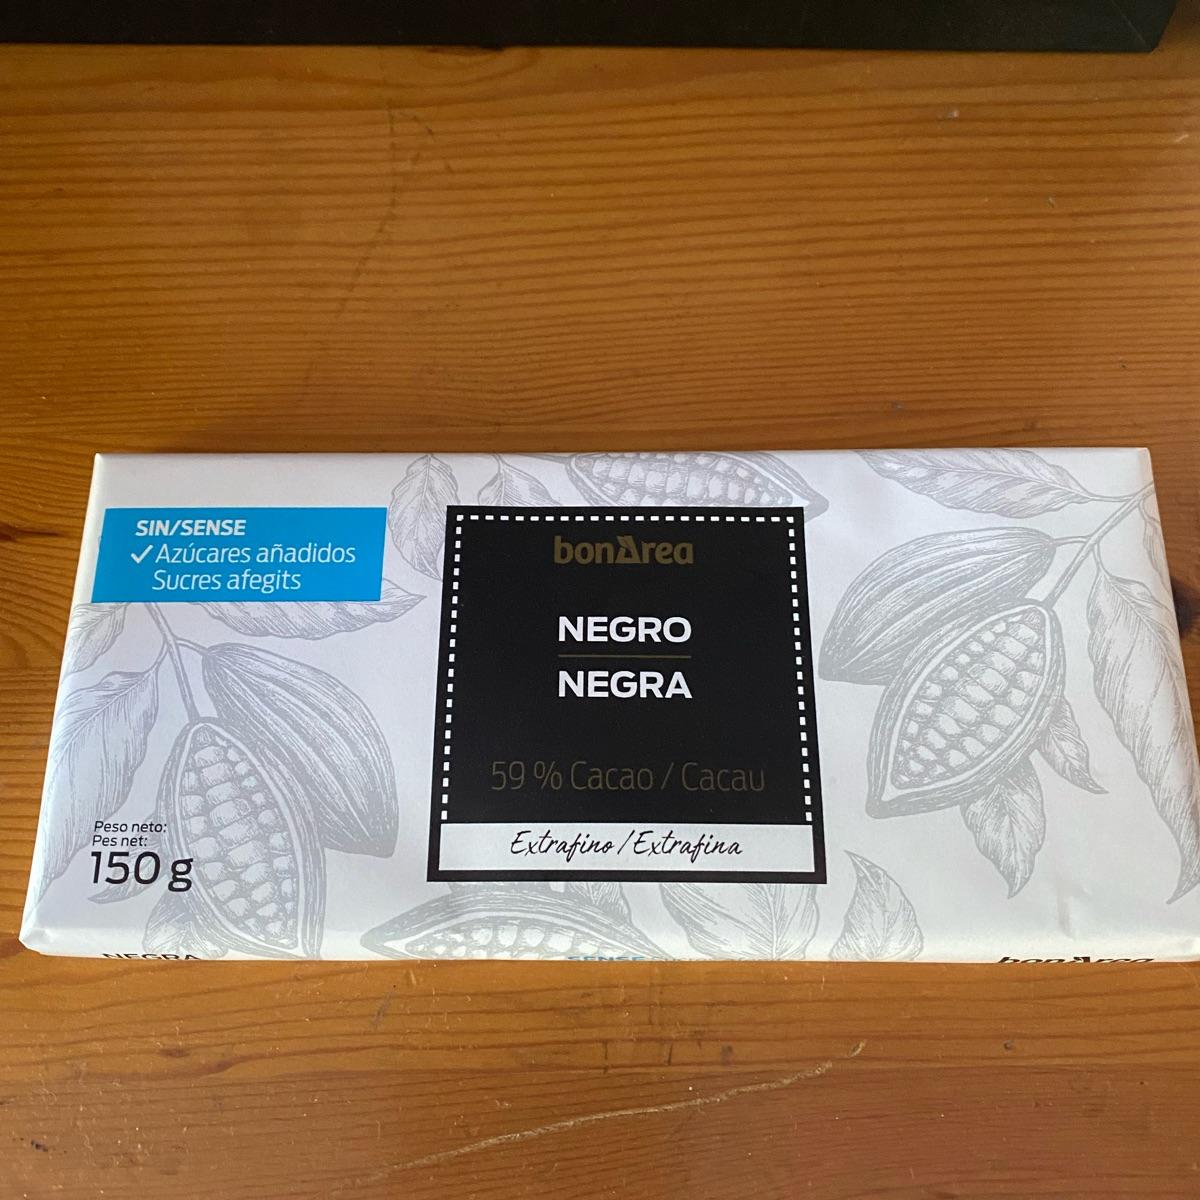 SIN/SENSE
✓Azúcares añadidos
Sucres afegits
bonÀrea
NEGRO
NEGRA
59 % Cacao / Cacau
Extrafino/Extrafina
Peso neto:
Pes net:
150 g
NEGRA
SENSE
bonÀrea